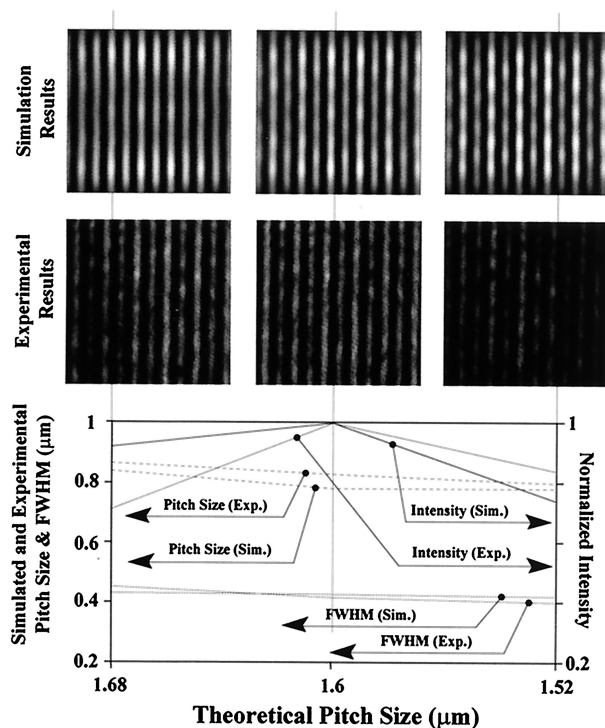 Simulation
Results
Experimental
Results
Simulated and Experimental
Pitch Size & FWHM (μm)
1
0.8
0.6
0.4
0.2
Pitch Size (Exp.)
Pitch Size (Sim.)
Intensity (Sim.)
Intensity (Exp.)
FWHM (Sim.)
FWHM (Exp.)
1
0.2
Normalized Intensity
1.68
1.6
1.52
Theoretical Pitch Size (μm)